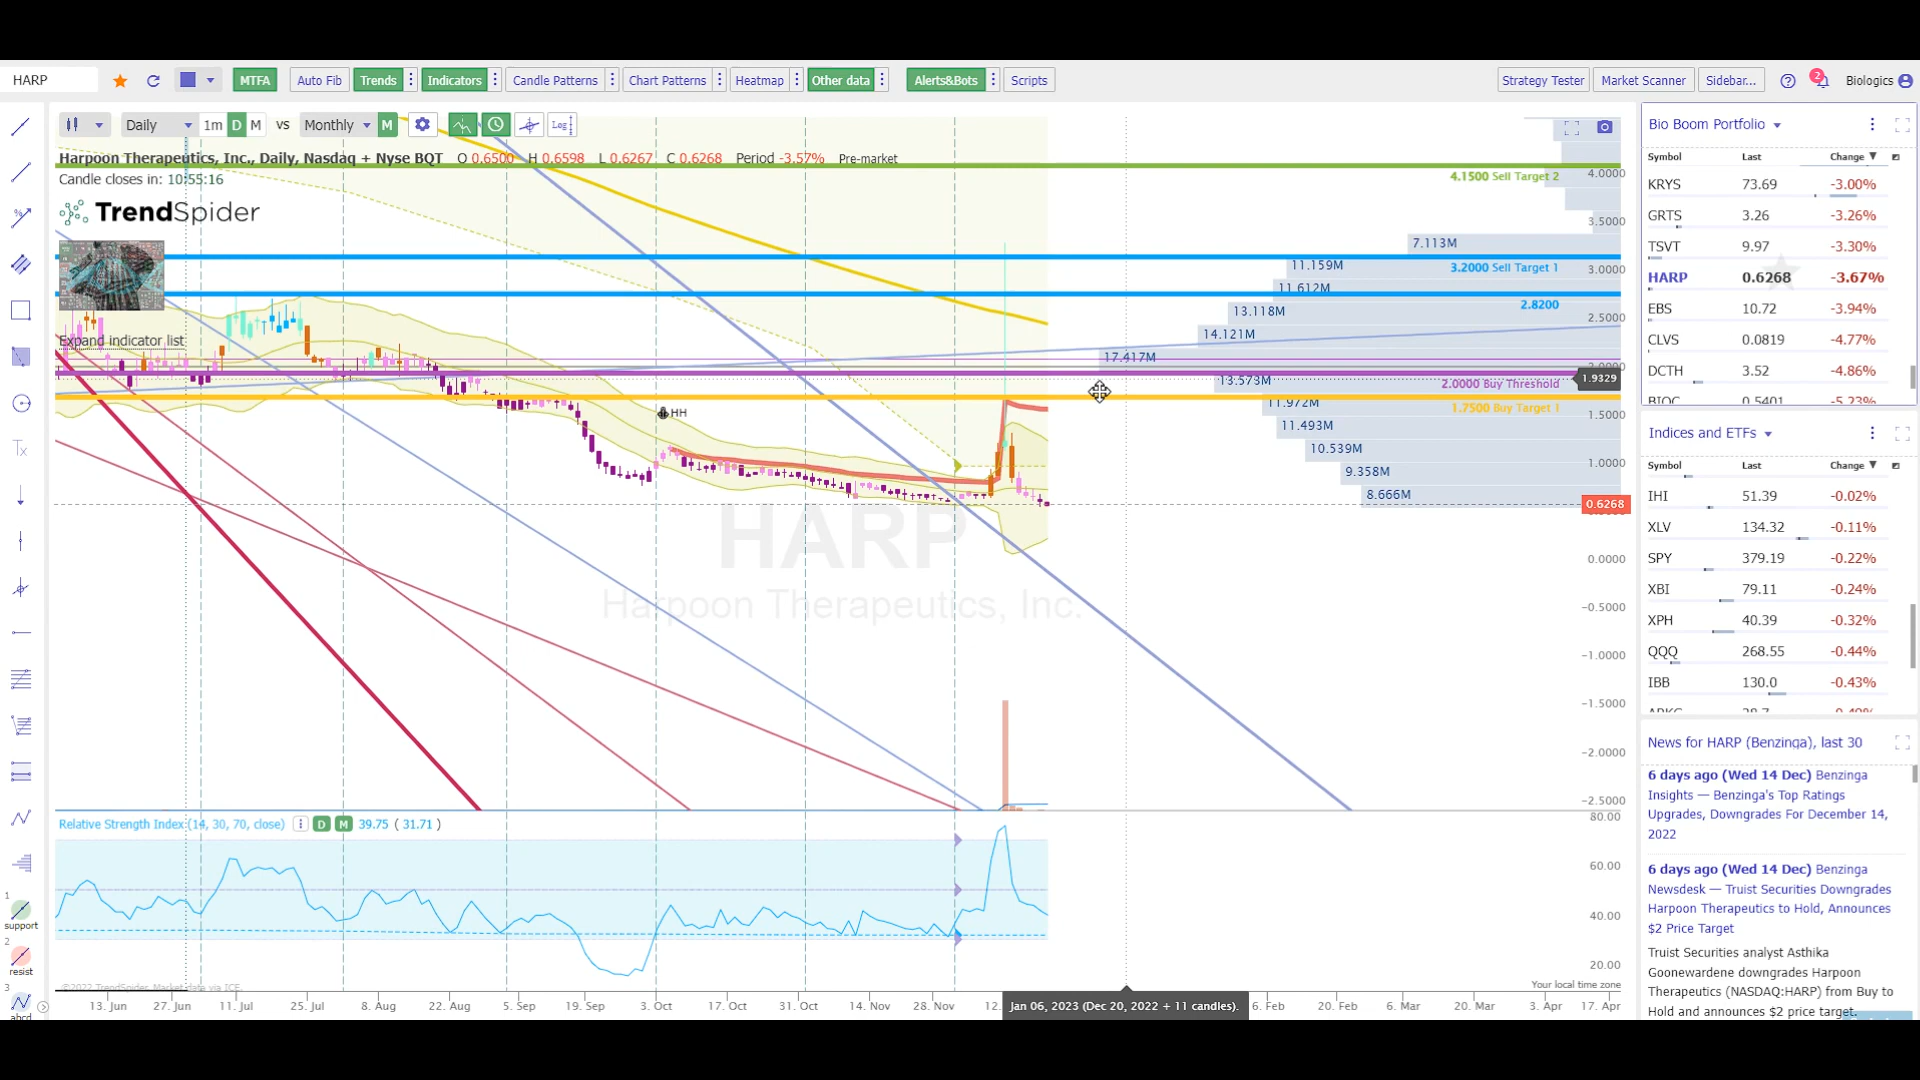 HARP
MTFA
Auto Fib
Trends
Indicators
Candle Patterns
Chart Patterns
Heatmap
Other data
Alerts&Bots
Scripts
Strategy Tester
Market Scanner
Sidebar...
2
Biologics
Daily
1m
D
M
VS
Monthly
M
Log
Harpoon Therapeutics, Inc., Daily, Nasdaq + Nyse BQT O 0.6500 H 0.6598 L 0.6267 C 0.6268 Period -3.57% Pre-market
Candle closes in: 10:55:16
TrendSpider
Expand indicator list
4.1500 Sell Target 2
3.2000 Sell Target 1
2.8200
2.0000 Buy Threshold
1.7500 Buy Target 1
7.113M
11.159M
11.612M
13.118M
14.121M
17.417M
13.573M
11.972M
11.493M
10.539M
9.358M
8.666M
HH
HARP
Harpoon Therapeutics, Inc.
4.0000
3.5000
3.0000
2.5000
1.9329
1.5000
1.0000
0.6268
0.0000
-0.5000
-1.0000
-1.5000
-2.0000
-2.5000
Relative Strength Index (14, 30, 70, close)
D
M
39.75 ( 31.71 )
80.00
60.00
40.00
20.00
©2022 TrendSpider. Market data via ICE.
Your local time zone
13. Jun
27. Jun
11. Jul
25. Jul
8. Aug
22. Aug
5. Sep
19. Sep
3. Oct
17. Oct
31. Oct
14. Nov
28. Nov
12.
Jan 06, 2023 (Dec 20, 2022 + 11 candles).
6. Feb
20. Feb
6. Mar
20. Mar
3. Apr
17. Apr
1
support
2
resist
3
abcd
Bio Boom Portfolio
Symbol Last Change
KRYS 73.69 -3.00%
GRTS 3.26 -3.26%
TSVT 9.97 -3.30%
HARP 0.6268 -3.67%
EBS 10.72 -3.94%
CLVS 0.0819 -4.77%
DCTH 3.52 -4.86%
BIOC 0.5401 -5.23%
Indices and ETFs
Symbol Last Change
IHI 51.39 -0.02%
XLV 134.32 -0.11%
SPY 379.19 -0.22%
XBI 79.11 -0.24%
XPH 40.39 -0.32%
QQQ 268.55 -0.44%
IBB 130.0 -0.43%
News for HARP (Benzinga), last 30
6 days ago (Wed 14 Dec) Benzinga
Insights — Benzinga's Top Ratings
Upgrades, Downgrades For December 14,
2022
6 days ago (Wed 14 Dec) Benzinga
Newsdesk — Truist Securities Downgrades
Harpoon Therapeutics to Hold, Announces
$2 Price Target
Truist Securities analyst Asthika
Goonewardene downgrades Harpoon
Therapeutics (NASDAQ:HARP) from Buy to
Hold and announces $2 price target.